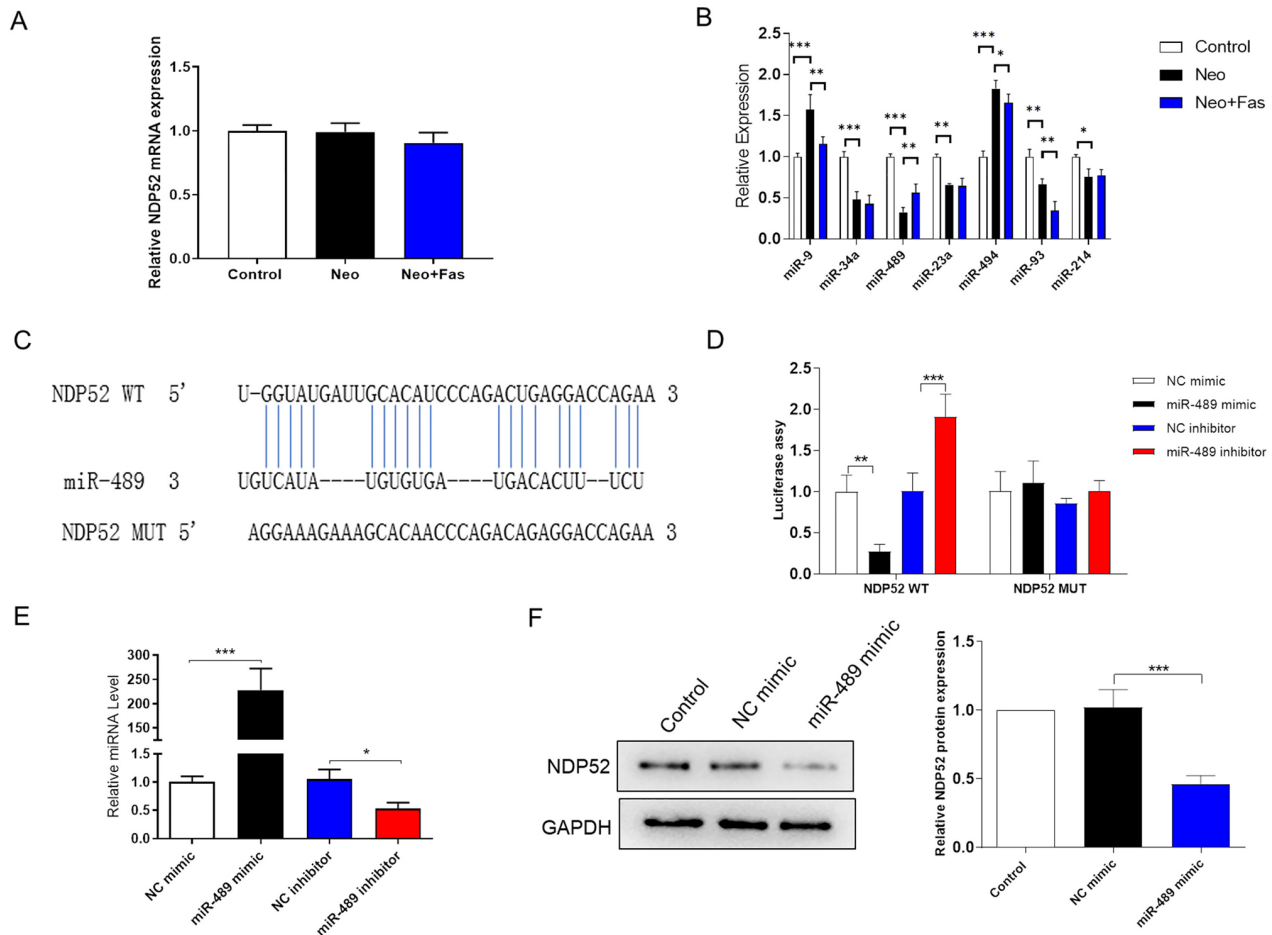 A
Relative NDP52 mRNA expression
1.5
1.0
0.5
0.0
Control Neo Neo+Fas
B
Relative Expression
2.5
2.0
1.5
1.0
0.5
0.0
*** ** *** *** ** ** *** * ** ** *
miR-9 miR-34a miR-489 miR-23a miR-494 miR-93 miR-214
Control
Neo
Neo+Fas
C
NDP52 WT 5' U-GGUAUGAUUGCACAUCCCAGACUGAGGACCAGAA 3
miR-489 3 UGUCAUA----UGUGUGA----UGACACUU--UCU
NDP52 MUT 5' AGGAAAGAAAGCACAACCCAGACAGAGGACCAGAA 3
D
Luciferase assy
2.5
2.0
1.5
1.0
0.5
0.0
** ***
NDP52 WT NDP52 MUT
NC mimic
miR-489 mimic
NC inhibitor
miR-489 inhibitor
E
Relative miRNA Level
300
250
200
150
1.5
1.0
0.5
0.0
*** *
NC mimic miR-489 mimic NC inhibitor miR-489 inhibitor
F
Control NC mimic miR-489 mimic
NDP52
GAPDH
Relative NDP52 protein expression
1.5
1.0
0.5
0.0
***
Control NC mimic miR-489 mimic